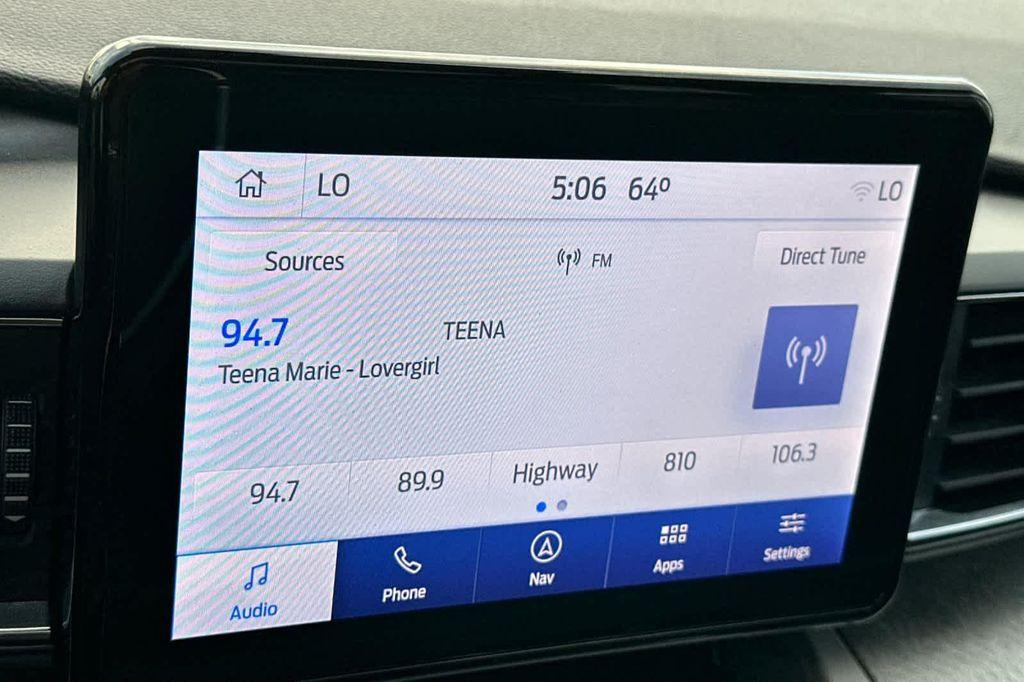 LO 5:06 64º LO
Sources FM Direct Tune
94.7 TEENA
Teena Marie - Lovergirl
94.7 89.9 Highway 810 106.3
Audio Phone Nav Apps Settings